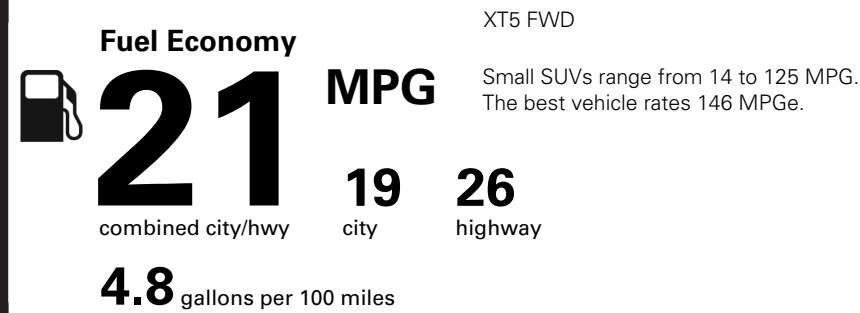 XT5 FWD
Fuel Economy
21 MPG
Small SUVs range from 14 to 125 MPG.
The best vehicle rates 146 MPGe.
19 26
combined city/hwy city highway
4.8 gallons per 100 miles